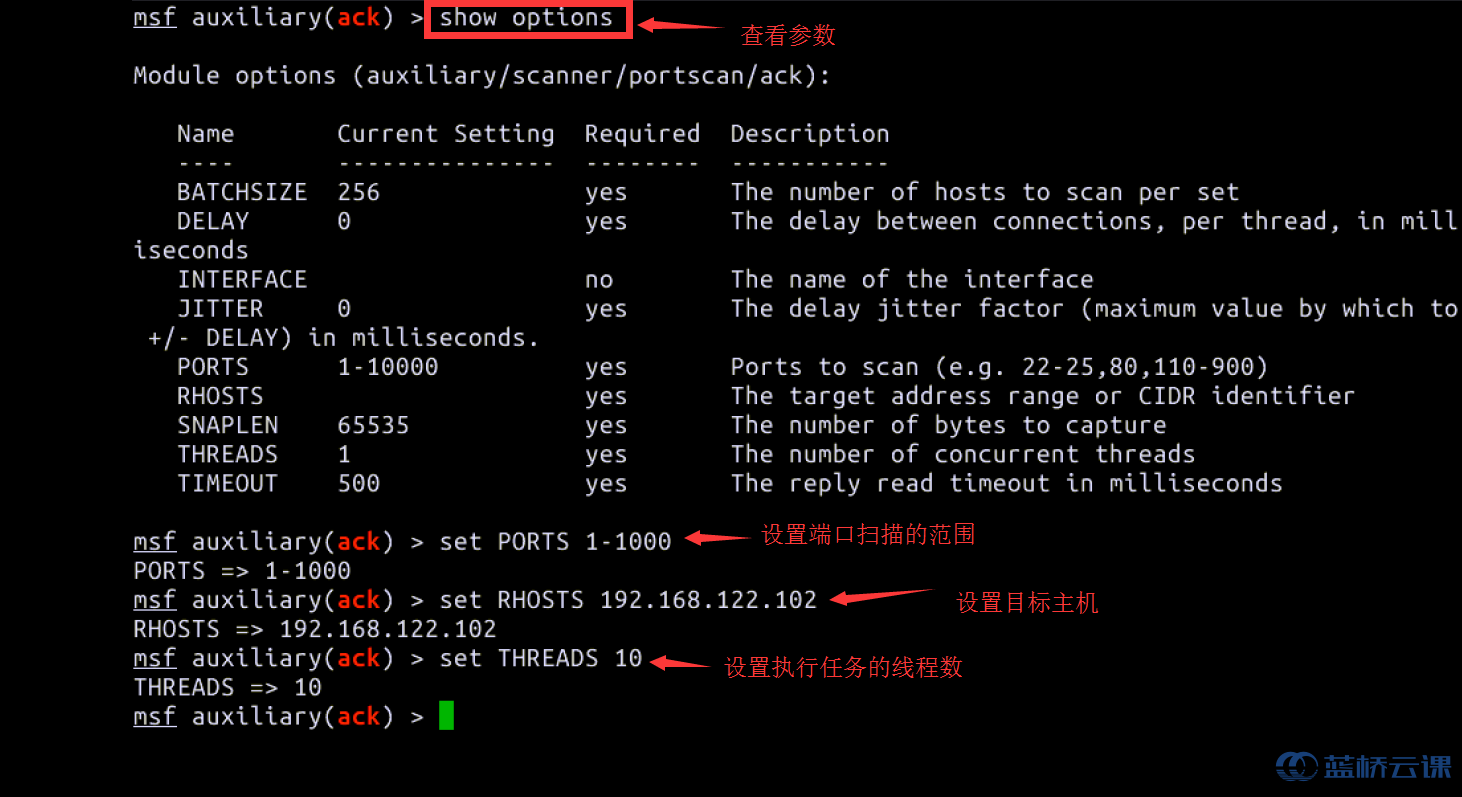 msf auxiliary(ack) > show options
查看参数
Module options (auxiliary/scanner/portscan/ack):
Name Current Setting Required Description
---- --------------- -------- -----------
BATCHSIZE 256 yes The number of hosts to scan per set
DELAY 0 yes The delay between connections, per thread, in mill
iseconds
INTERFACE no The name of the interface
JITTER 0 yes The delay jitter factor (maximum value by which to
+/- DELAY) in milliseconds.
PORTS 1-10000 yes Ports to scan (e.g. 22-25,80,110-900)
RHOSTS yes The target address range or CIDR identifier
SNAPLEN 65535 yes The number of bytes to capture
THREADS 1 yes The number of concurrent threads
TIMEOUT 500 yes The reply read timeout in milliseconds
msf auxiliary(ack) > set PORTS 1-1000
设置端口扫描的范围
PORTS => 1-1000
msf auxiliary(ack) > set RHOSTS 192.168.122.102
设置目标主机
RHOSTS => 192.168.122.102
msf auxiliary(ack) > set THREADS 10
设置执行任务的线程数
THREADS => 10
msf auxiliary(ack) >
蓝桥云课